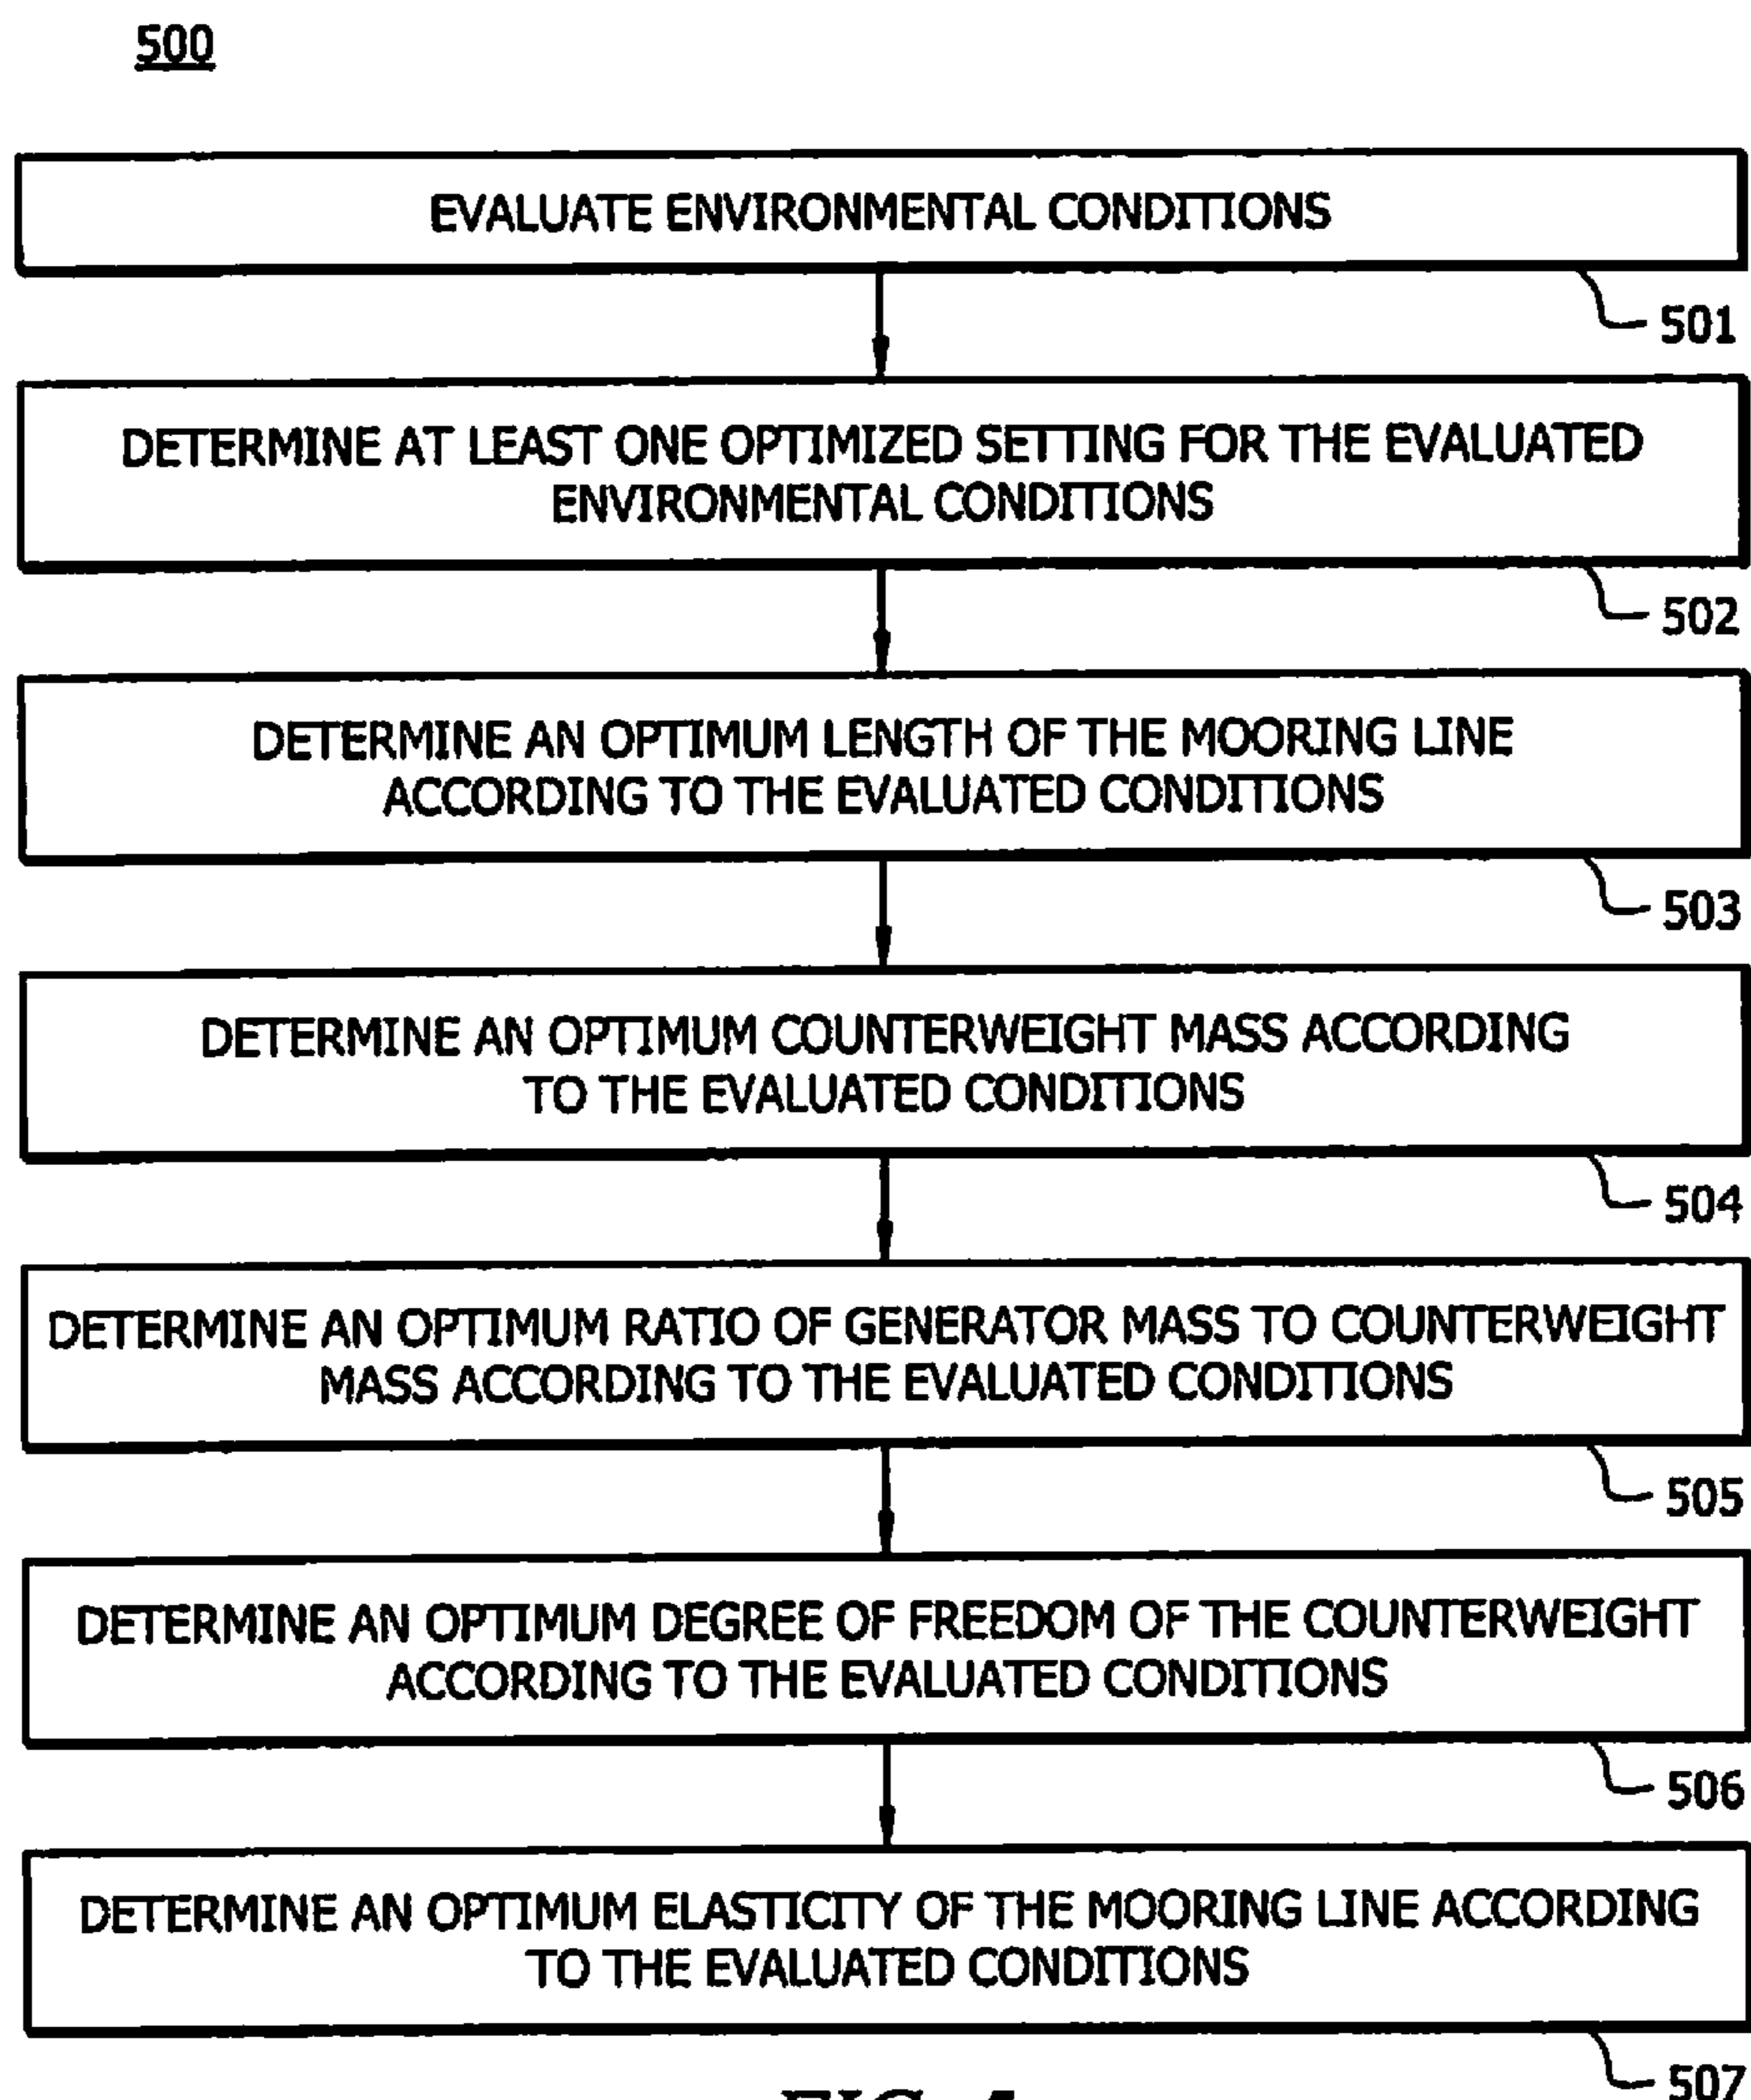 500
EVALUATE ENVIRONMENTAL CONDITIONS
501
DETERMINE AT LEAST ONE OPTIMIZED SETTING FOR THE EVALUATED
ENVIRONMENTAL CONDITIONS
502
DETERMINE AN OPTIMUM LENGTH OF THE MOORING LINE
ACCORDING TO THE EVALUATED CONDITIONS
503
DETERMINE AN OPTIMUM COUNTERWEIGHT MASS ACCORDING
TO THE EVALUATED CONDITIONS
504
DETERMINE AN OPTIMUM RATIO OF GENERATOR MASS TO COUNTERWEIGHT
MASS ACCORDING TO THE EVALUATED CONDITIONS
505
DETERMINE AN OPTIMUM DEGREE OF FREEDOM OF THE COUNTERWEIGHT
ACCORDING TO THE EVALUATED CONDITIONS
506
DETERMINE AN OPTIMUM ELASTICITY OF THE MOORING LINE ACCORDING
TO THE EVALUATED CONDITIONS
507